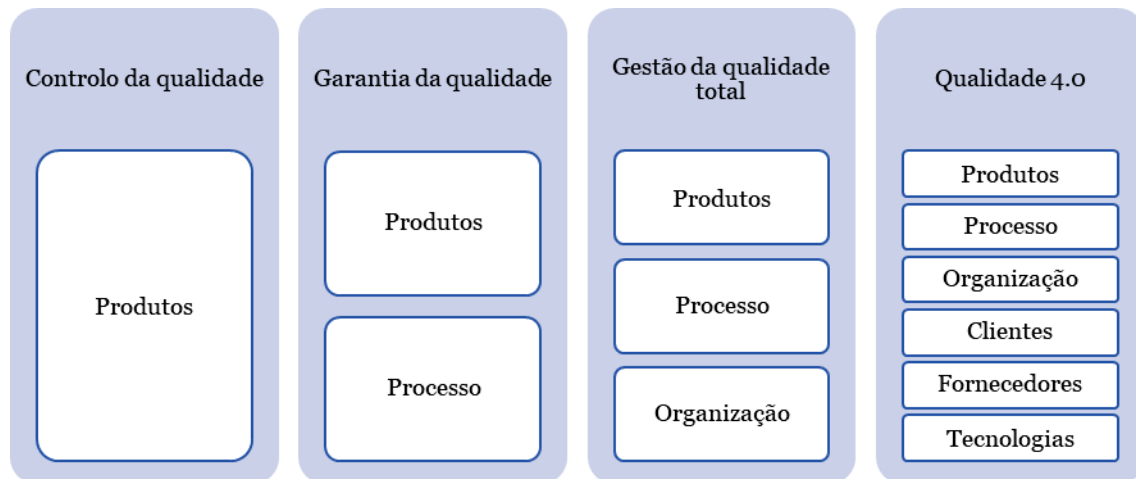 Controlo da qualidade
Produtos
Garantia da qualidade
Produtos
Processo
Gestão da qualidade
total
Produtos
Processo
Organização
Qualidade 4.0
Produtos
Processo
Organização
Clientes
Fornecedores
Tecnologias